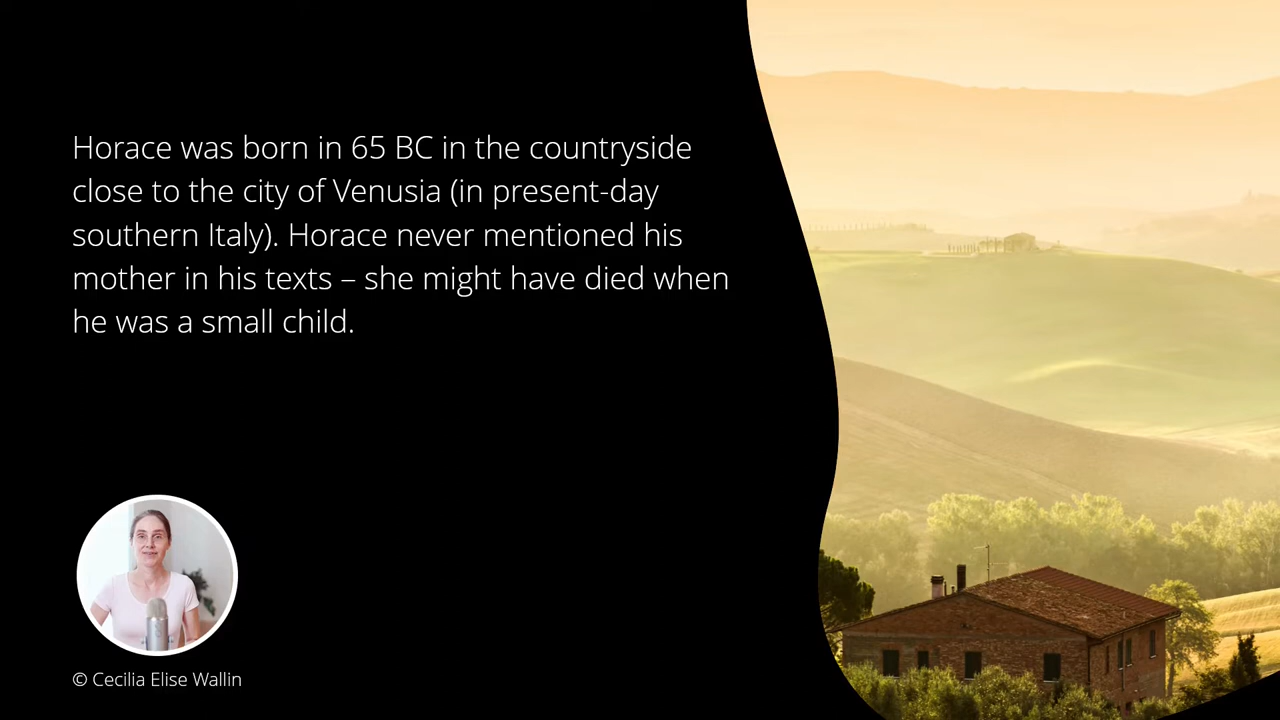 Horace was born in 65 BC in the countryside
close to the city of Venusia (in present-day
southern Italy). Horace never mentioned his
mother in his texts – she might have died when
he was a small child.
© Cecilia Elise Wallin